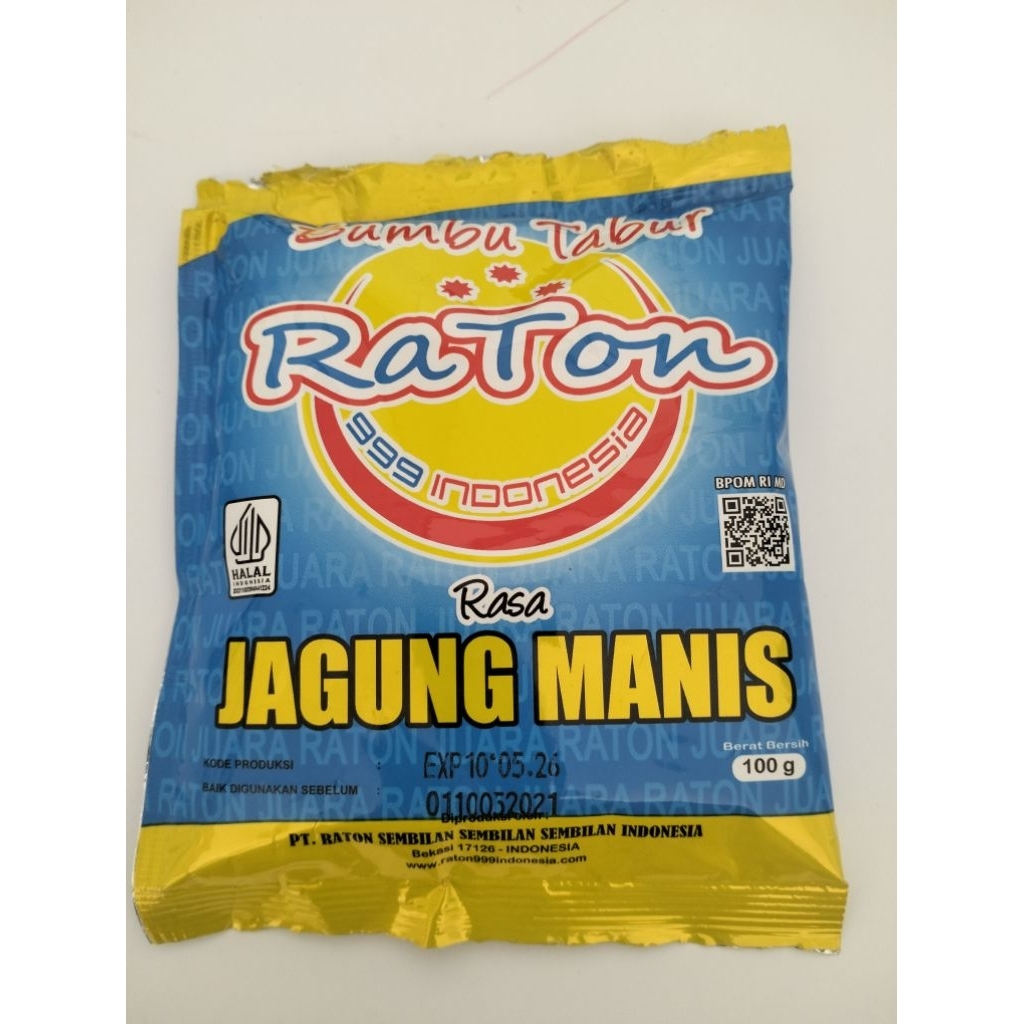 Bumbu Tabur
RaTon
999 INDONESIA
BPOM RI MD
HALAL
INDONESIA
Rasa
JAGUNG MANIS
Berat Bersih
100 g
KODE PRODUKSI :
EXP 10 05.26
BAIK DIGUNAKAN SEBELUM :
0110032021
Diproduksi oleh:
PT. RATON SEMBILAN SEMBILAN SEMBILAN INDONESIA
Bekasi 17126 - INDONESIA
www.raton999indonesia.com